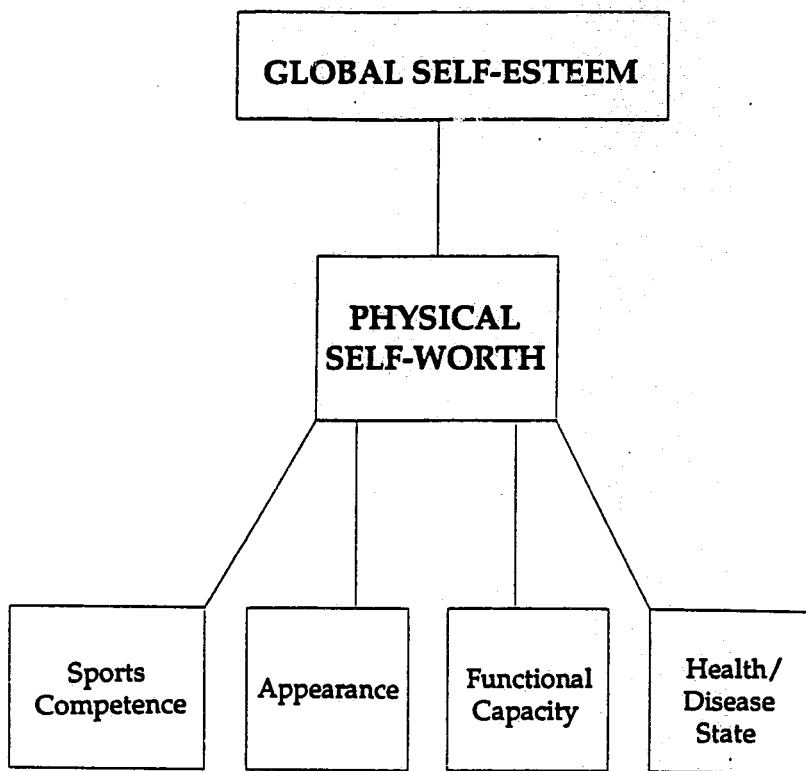 GLOBAL SELF-ESTEEM
PHYSICAL
SELF-WORTH
Sports
Competence
Appearance
Functional
Capacity
Health/
Disease
State